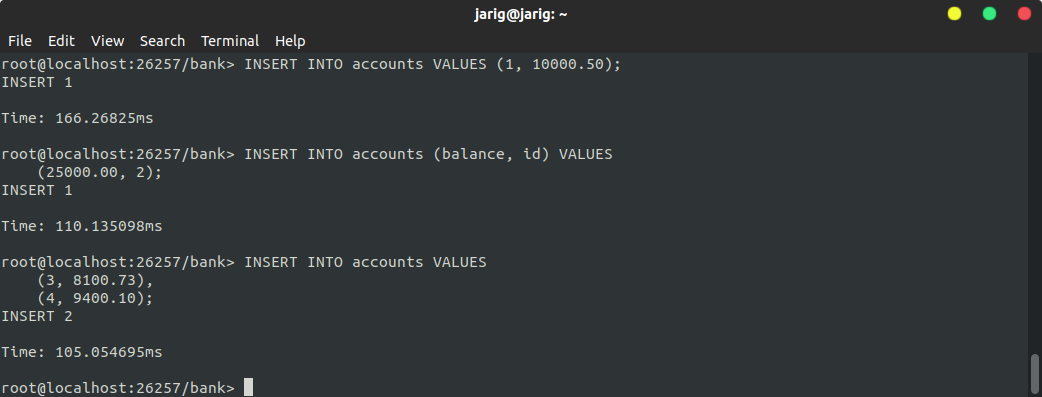 jarig@jarig: ~
File Edit View Search Terminal Help
root@localhost:26257/bank> INSERT INTO accounts VALUES (1, 10000.50);
INSERT 1
Time: 166.26825ms
root@localhost:26257/bank> INSERT INTO accounts (balance, id) VALUES
    (25000.00, 2);
INSERT 1
Time: 110.135098ms
root@localhost:26257/bank> INSERT INTO accounts VALUES
    (3, 8100.73),
    (4, 9400.10);
INSERT 2
Time: 105.054695ms
root@localhost:26257/bank>